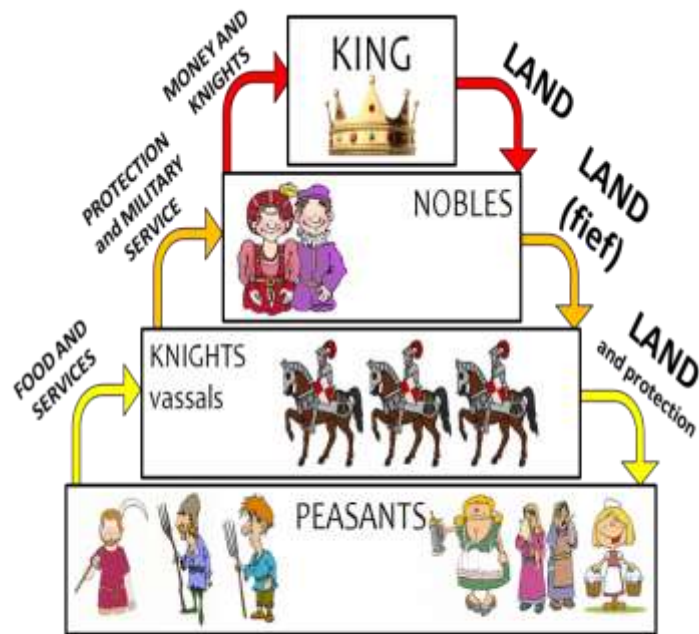 MONEY AND
KNIGHTS
KING
LAND
PROTECTION
and MILITARY
SERVICE
NOBLES
LAND
(fief)
FOOD AND
SERVICES
KNIGHTS
vassals
LAND
and protection
PEASANTS